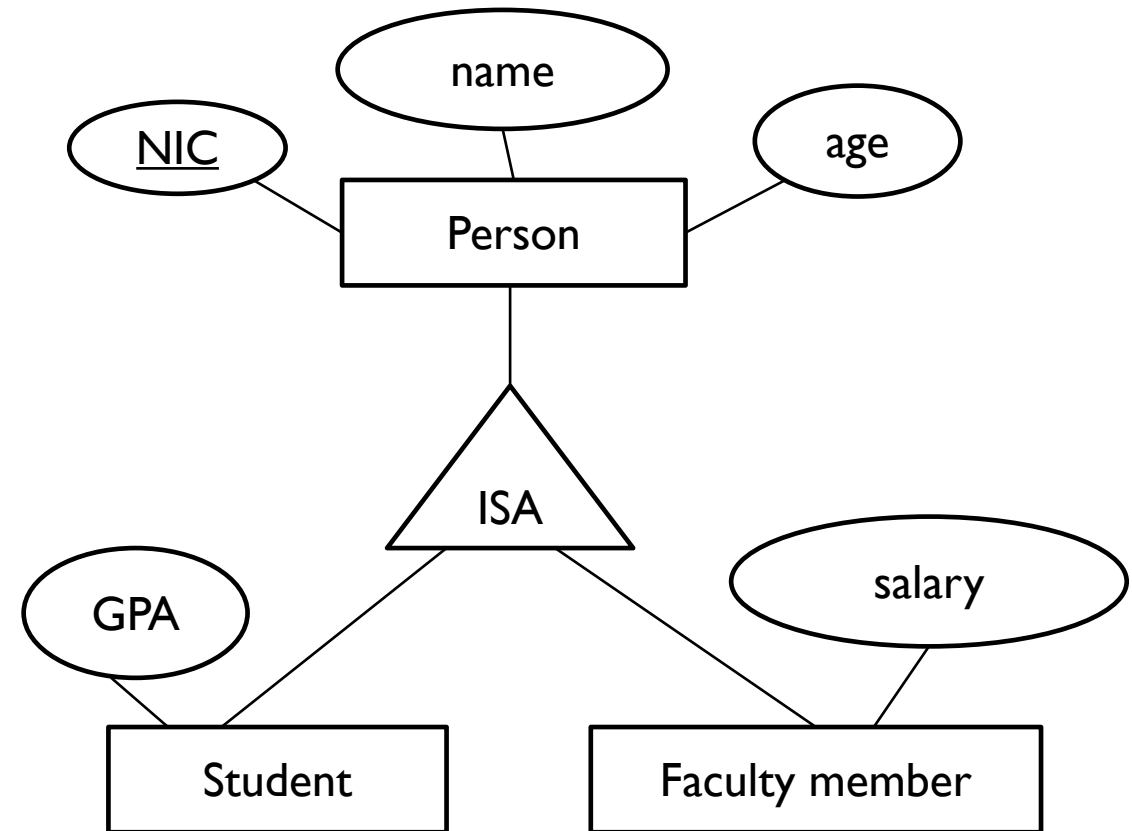 name
NIC
age
Person
ISA
salary
GPA
Student
Faculty member